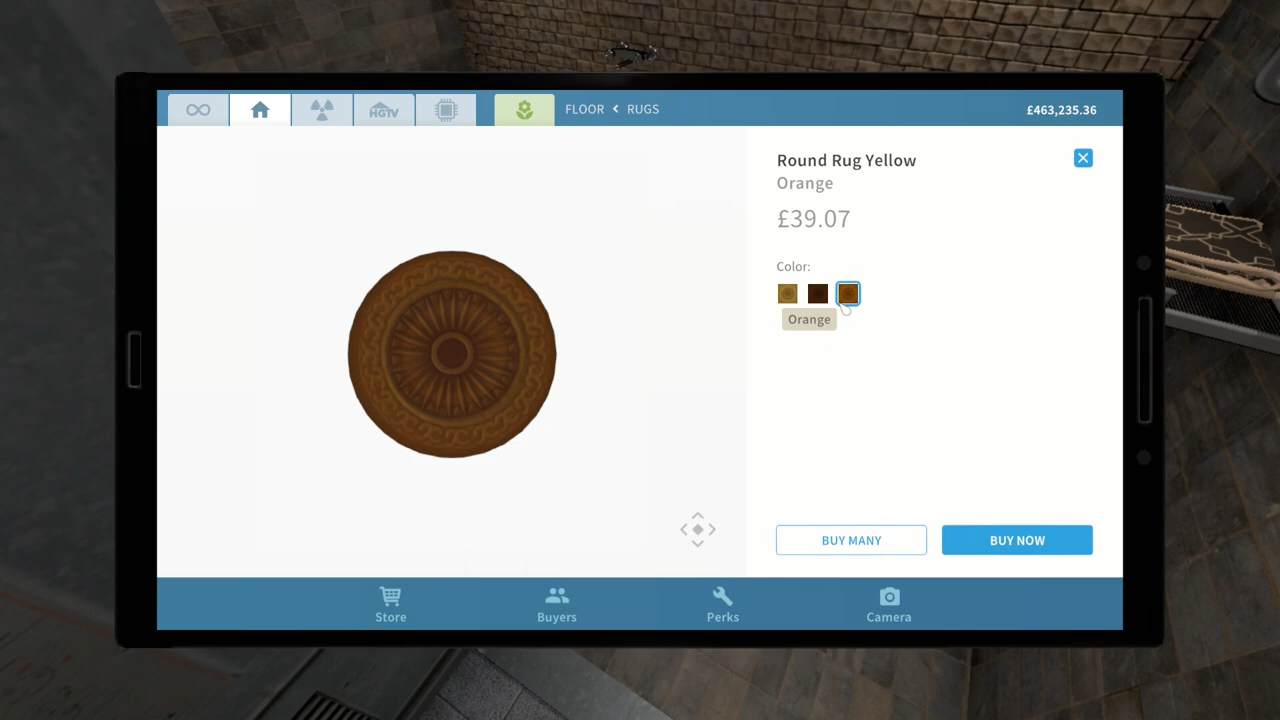 HGTV
FLOOR < RUGS
£463,235.36
Round Rug Yellow
Orange
£39.07
Color:
Orange
BUY MANY
BUY NOW
Store
Buyers
Perks
Camera